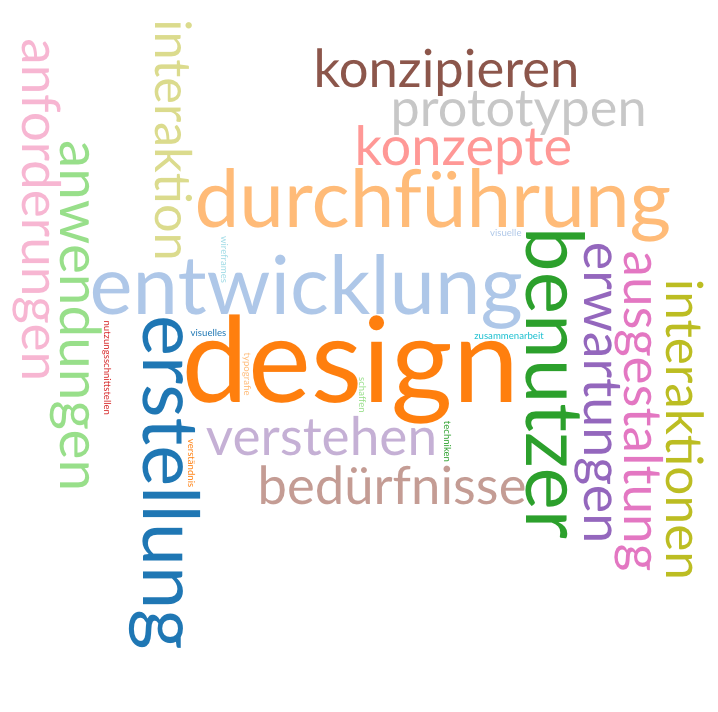 interaktion
anforderungen
konzipieren
prototypen
konzepte
anwendungen
durchführung
visuelle
benutzer
wireframes
erwartungen
ausgestaltung
entwicklung
interaktionen
design
erstellung
nutzungsschnittstellen
visuelles
zusammenarbeit
typografie
schaffen
verstehen
techniken
verständnis
bedürfnisse